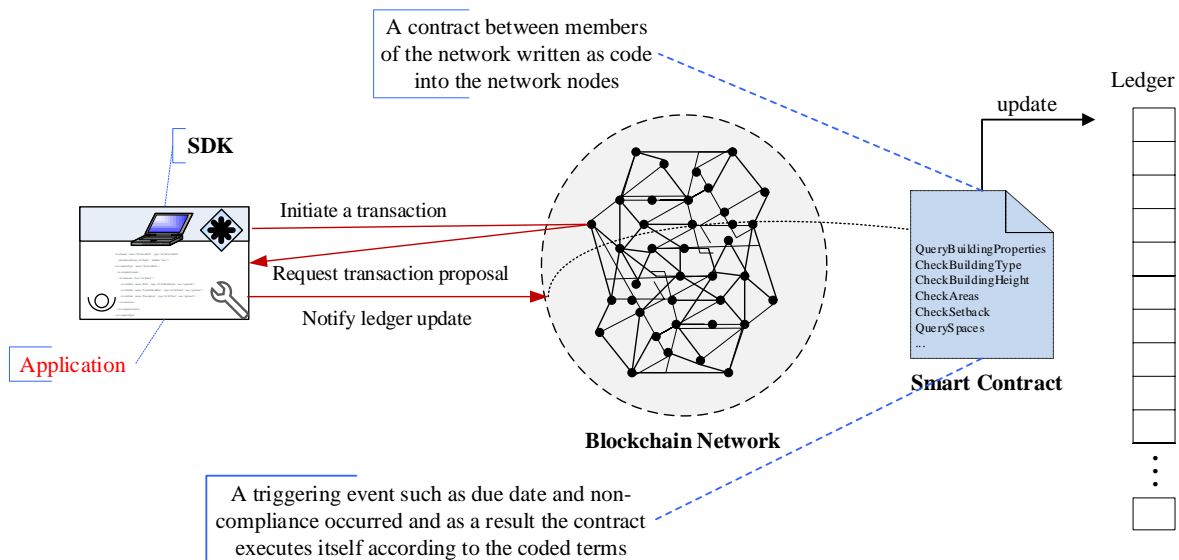 A contract between members
of the network written as code
into the network nodes
Ledger
update
SDK
Initiate a transaction
Request transaction proposal
Notify ledger update
Application
QueryBuildingProperties
CheckBuildingType
CheckBuildingHeight
CheckAreas
CheckSetback
QuerySpaces
...
Smart Contract
Blockchain Network
A triggering event such as due date and non-
compliance occurred and as a result the contract
executes itself according to the coded terms